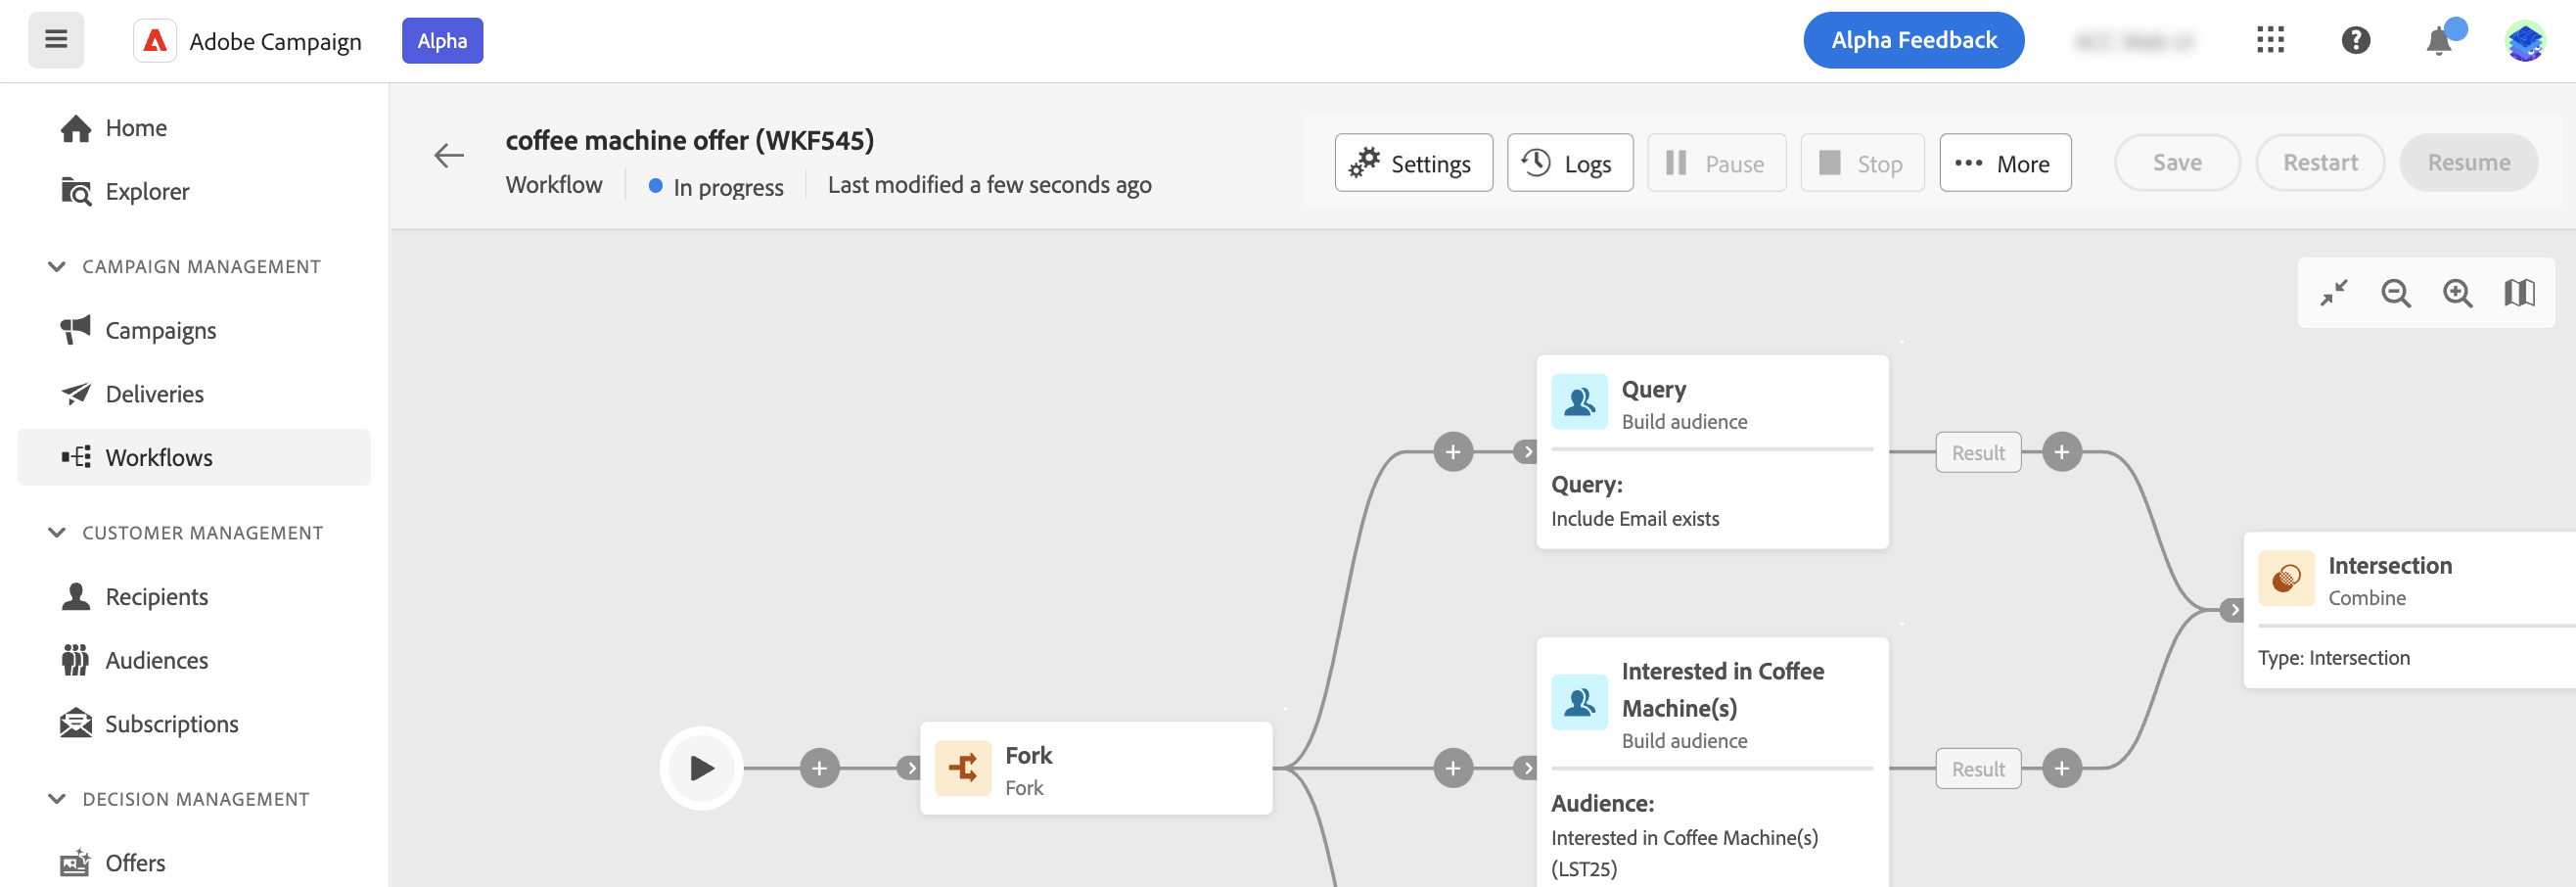 Adobe Campaign
Alpha
Alpha Feedback
Home
Explorer
CAMPAIGN MANAGEMENT
Campaigns
Deliveries
Workflows
CUSTOMER MANAGEMENT
Recipients
Audiences
Subscriptions
DECISION MANAGEMENT
Offers
coffee machine offer (WKF545)
Workflow
In progress
Last modified a few seconds ago
Settings
Logs
Pause
Stop
More
Save
Restart
Resume
Fork
Fork
Query
Build audience
Query:
Include Email exists
Result
Interested in Coffee
Machine(s)
Build audience
Audience:
Interested in Coffee Machine(s)
(LST25)
Result
Intersection
Combine
Type: Intersection